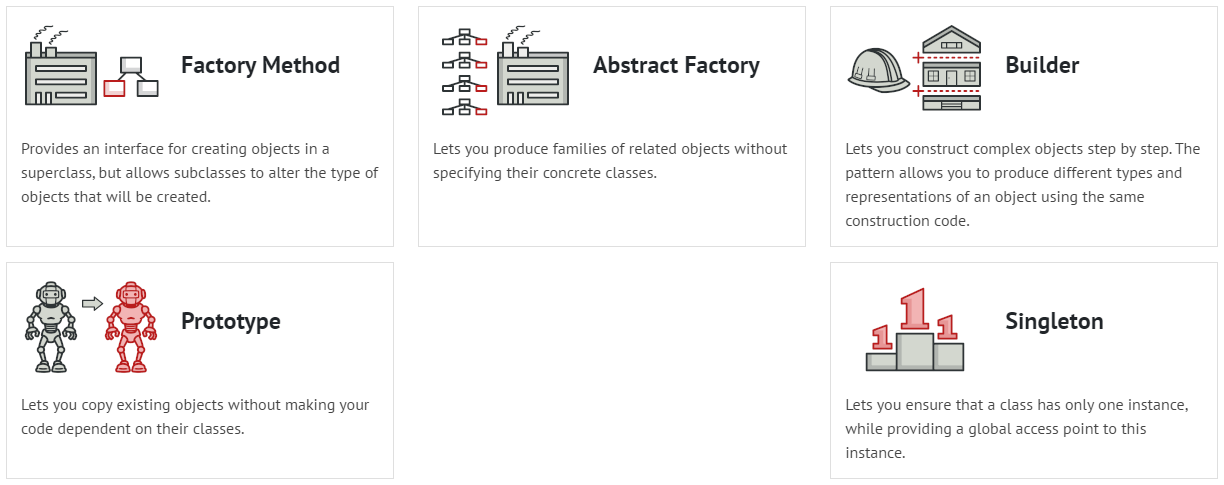 Factory Method
Provides an interface for creating objects in a
superclass, but allows subclasses to alter the type of
objects that will be created.
Abstract Factory
Lets you produce families of related objects without
specifying their concrete classes.
Builder
Lets you construct complex objects step by step. The
pattern allows you to produce different types and
representations of an object using the same
construction code.
Prototype
Lets you copy existing objects without making your
code dependent on their classes.
1 1 1
Singleton
Lets you ensure that a class has only one instance,
while providing a global access point to this
instance.